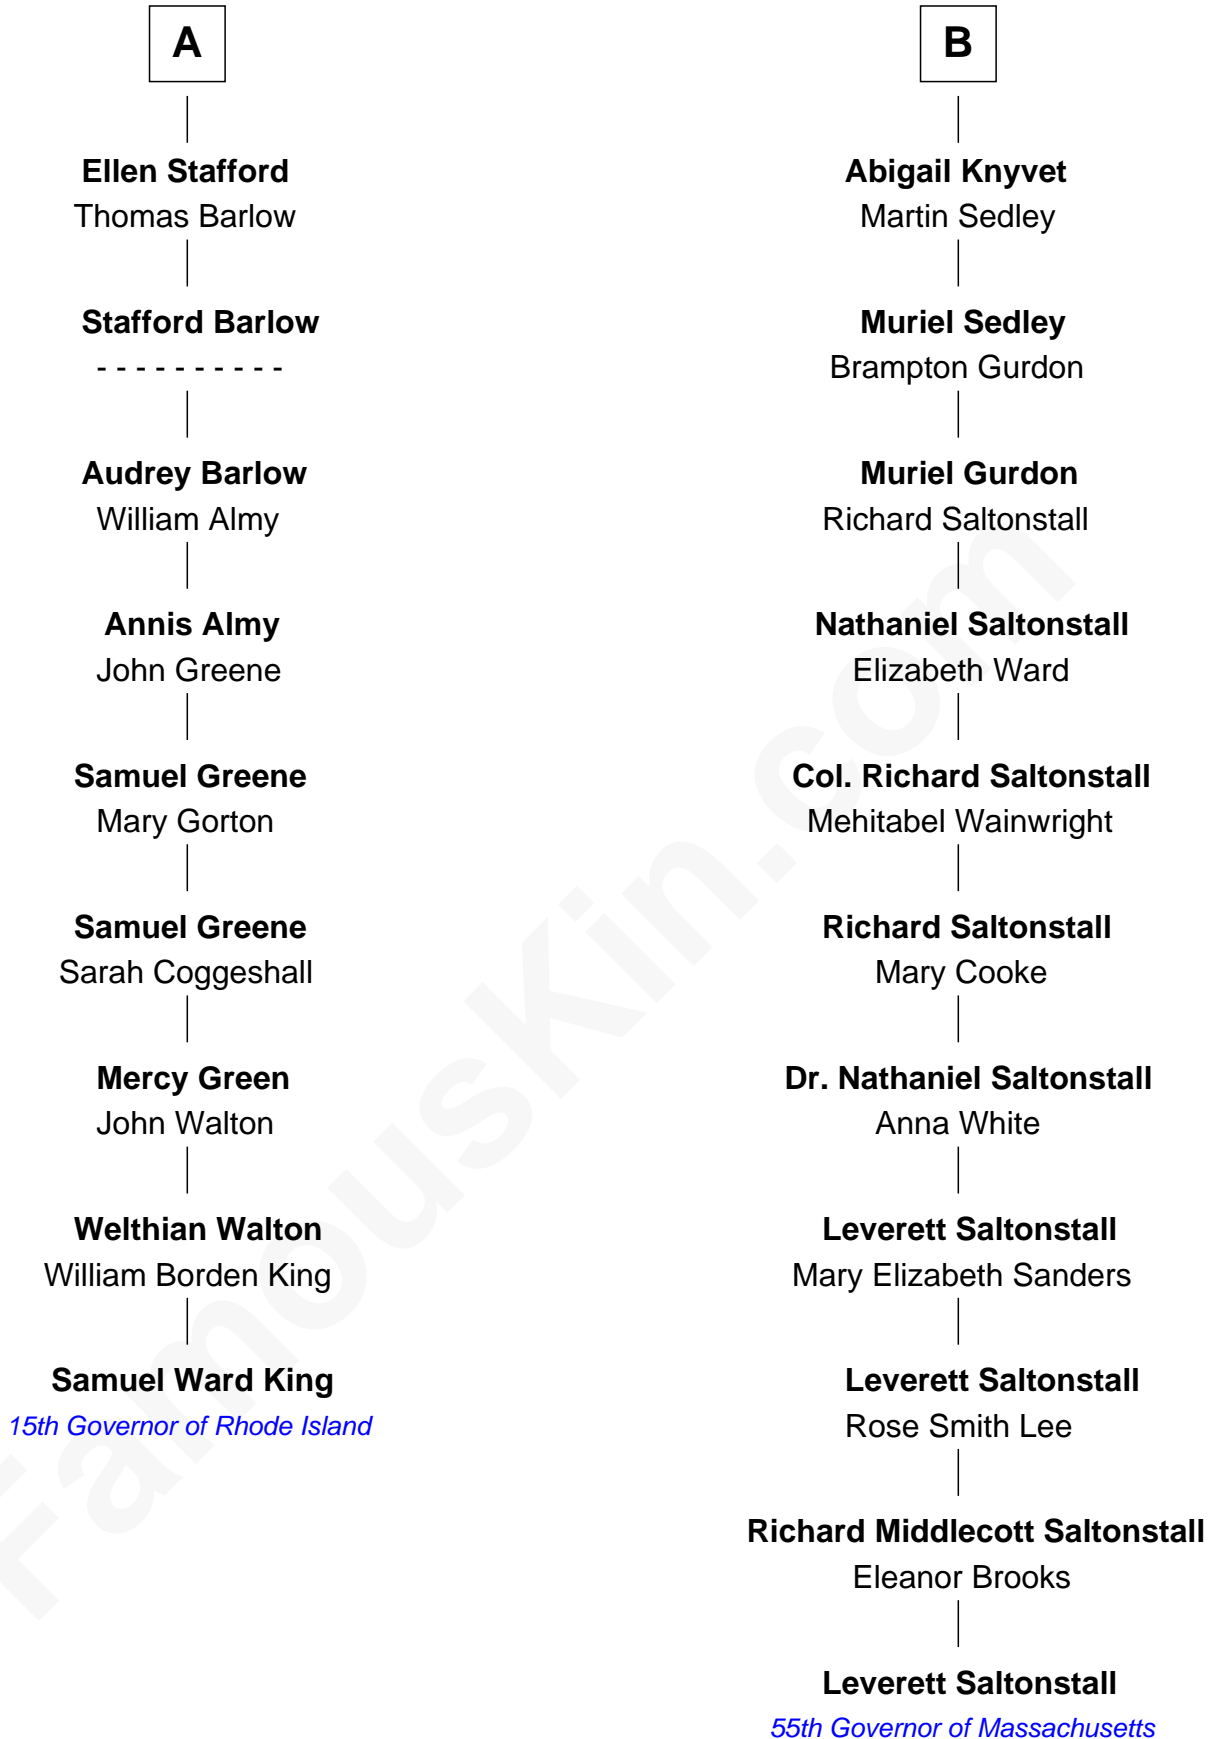 A
Ellen Stafford
Thomas Barlow
Stafford Barlow
- - - - - - - - - -
Audrey Barlow
William Almy
Annis Almy
John Greene
Samuel Greene
Mary Gorton
Samuel Greene
Sarah Coggeshall
Mercy Green
John Walton
Welthian Walton
William Borden King
Samuel Ward King
15th Governor of Rhode Island
B
Abigail Knyvet
Martin Sedley
Muriel Sedley
Brampton Gurdon
Muriel Gurdon
Richard Saltonstall
Nathaniel Saltonstall
Elizabeth Ward
Col. Richard Saltonstall
Mehitabel Wainwright
Richard Saltonstall
Mary Cooke
Dr. Nathaniel Saltonstall
Anna White
Leverett Saltonstall
Mary Elizabeth Sanders
Leverett Saltonstall
Rose Smith Lee
Richard Middlecott Saltonstall
Eleanor Brooks
Leverett Saltonstall
55th Governor of Massachusetts
FamousKin.com